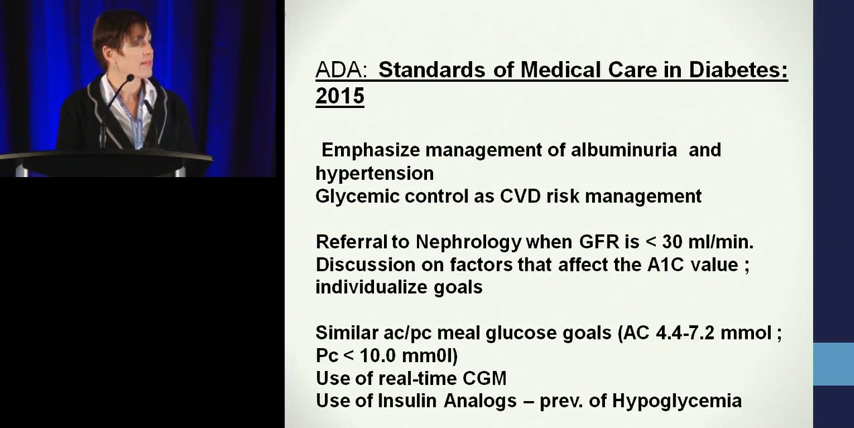 ADA: Standards of Medical Care in Diabetes:
2015
Emphasize management of albuminuria and
hypertension
Glycemic control as CVD risk management
Referral to Nephrology when GFR is < 30 ml/min.
Discussion on factors that affect the A1C value ;
individualize goals
Similar ac/pc meal glucose goals (AC 4.4-7.2 mmol ;
Pc < 10.0 mm0l)
Use of real-time CGM
Use of Insulin Analogs – prev. of Hypoglycemia